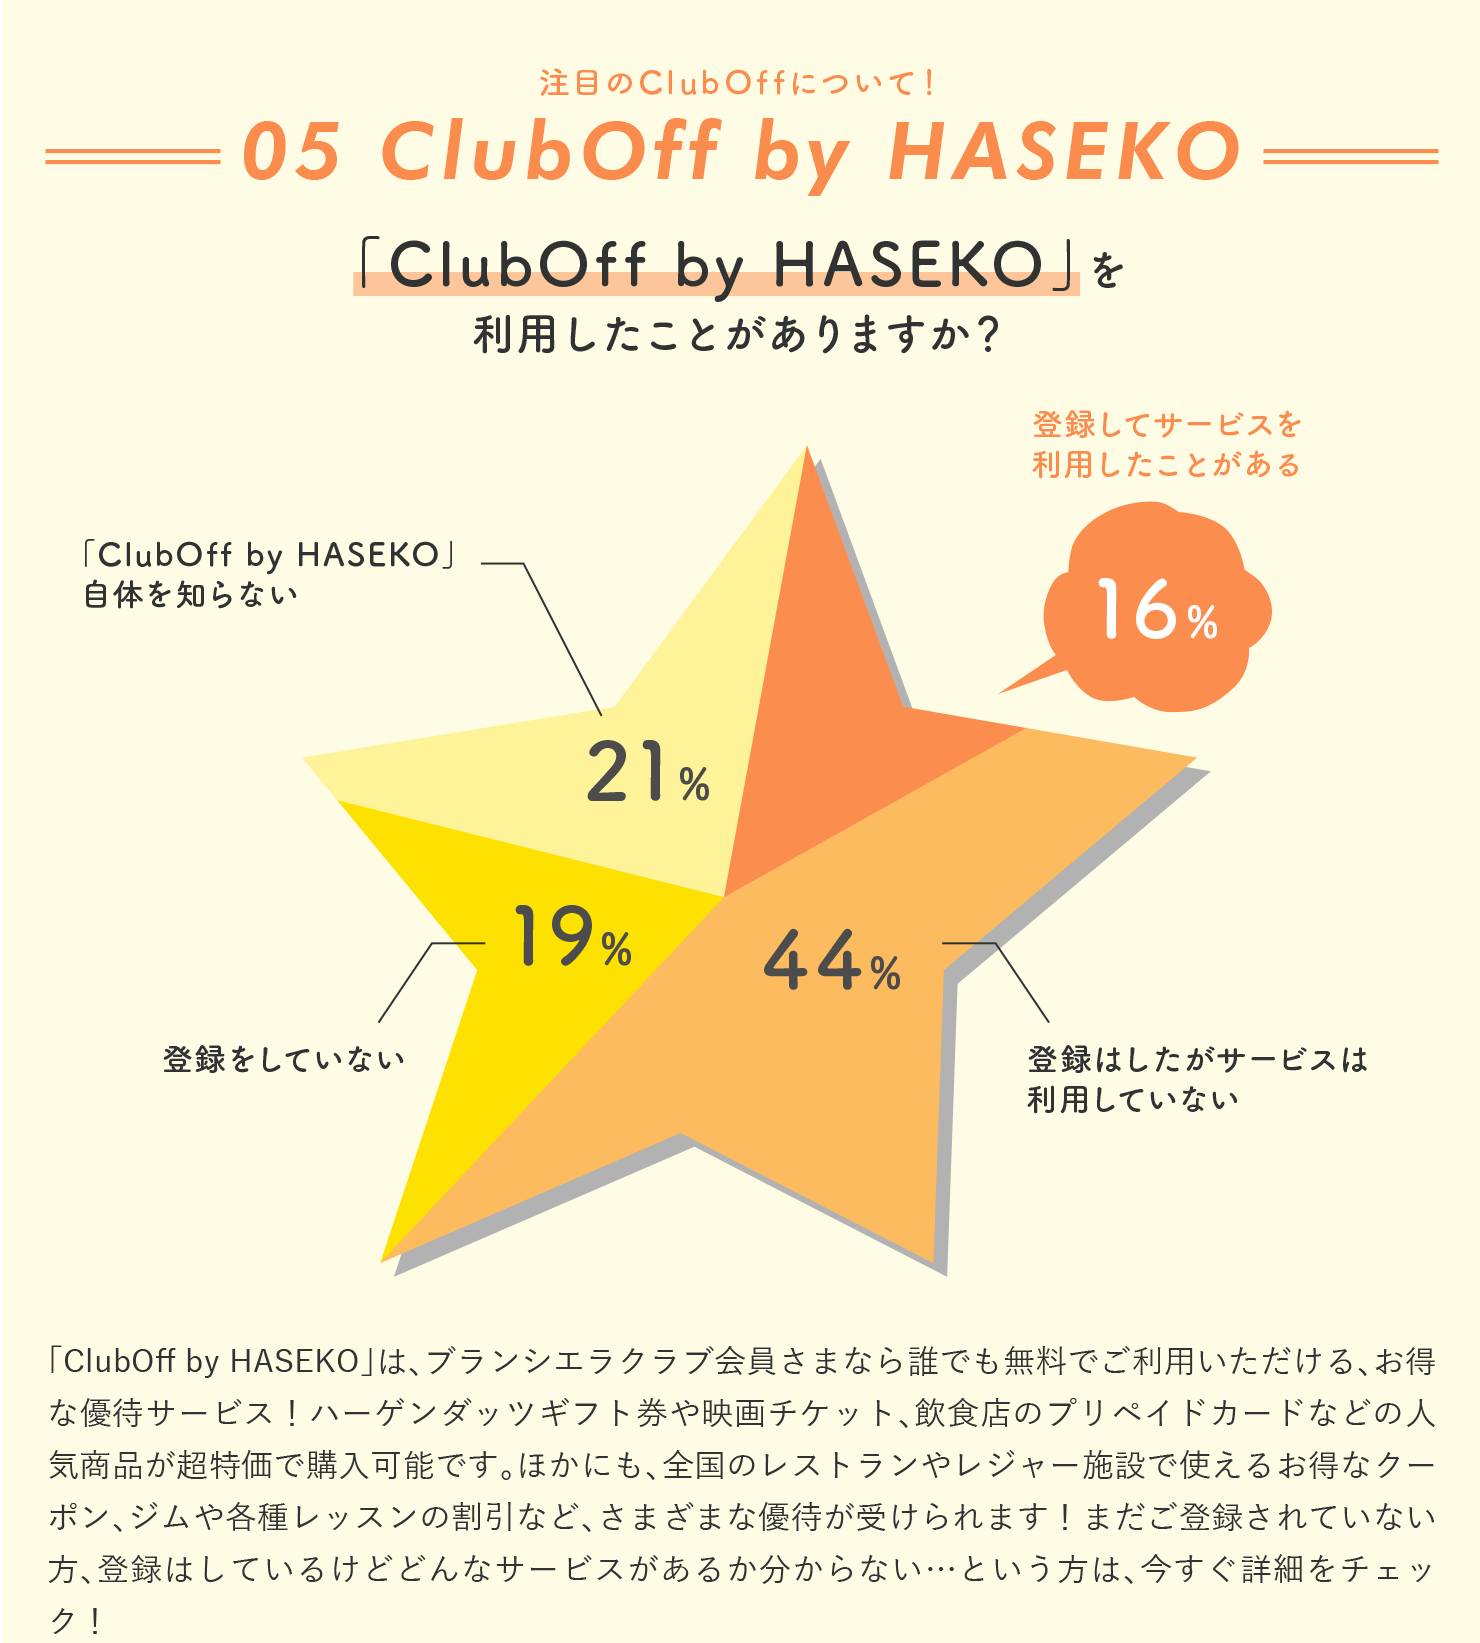 注目のClubOffについて！
05 ClubOff by HASEKO
「ClubOff by HASEKO」を
利用したことがありますか？
登録してサービスを
利用したことがある
16%
「ClubOff by HASEKO」
自体を知らない
21%
19%
44%
登録をしていない
登録はしたがサービスは
利用していない
「ClubOff by HASEKO」は、ブランシエラクラブ会員さまなら誰でも無料でご利用いただける、お得
な優待サービス！ハーゲンダッツギフト券や映画チケット、飲食店のプリペイドカードなどの人
気商品が超特価で購入可能です。ほかにも、全国のレストランやレジャー施設で使えるお得なクー
ポン、ジムや各種レッスンの割引など、さまざまな優待が受けられます！まだご登録されていない
方、登録はしているけどどんなサービスがあるか分からない…という方は、今すぐ詳細をチェッ
ク！